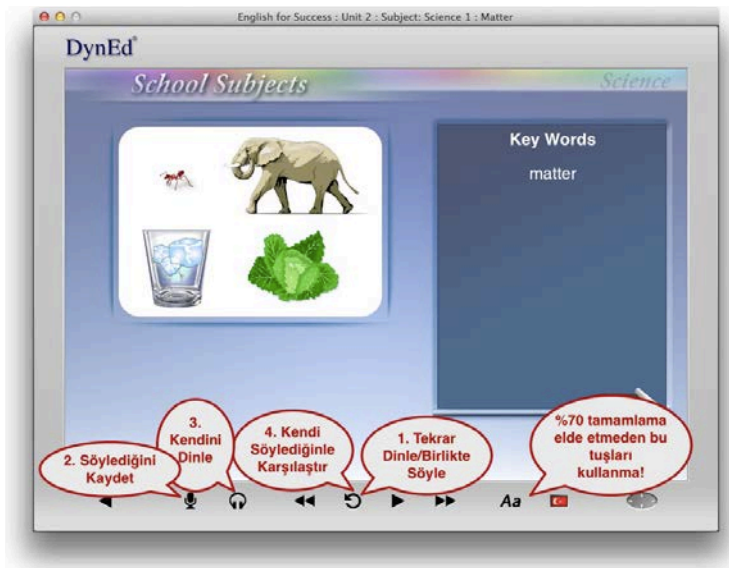 English for Success : Unit 2 : Subject: Science 1 : Matter
DynEd®
School Subjects
Science
Key Words
matter
2. Söylediğini
Kaydet
3.
Kendini
Dinle
4. Kendi
Söylediğinle
Karşılaştır
1. Tekrar
Dinle/Birlikte
Söyle
%70 tamamlama
elde etmeden bu
tuşları
kullanma!
Aa